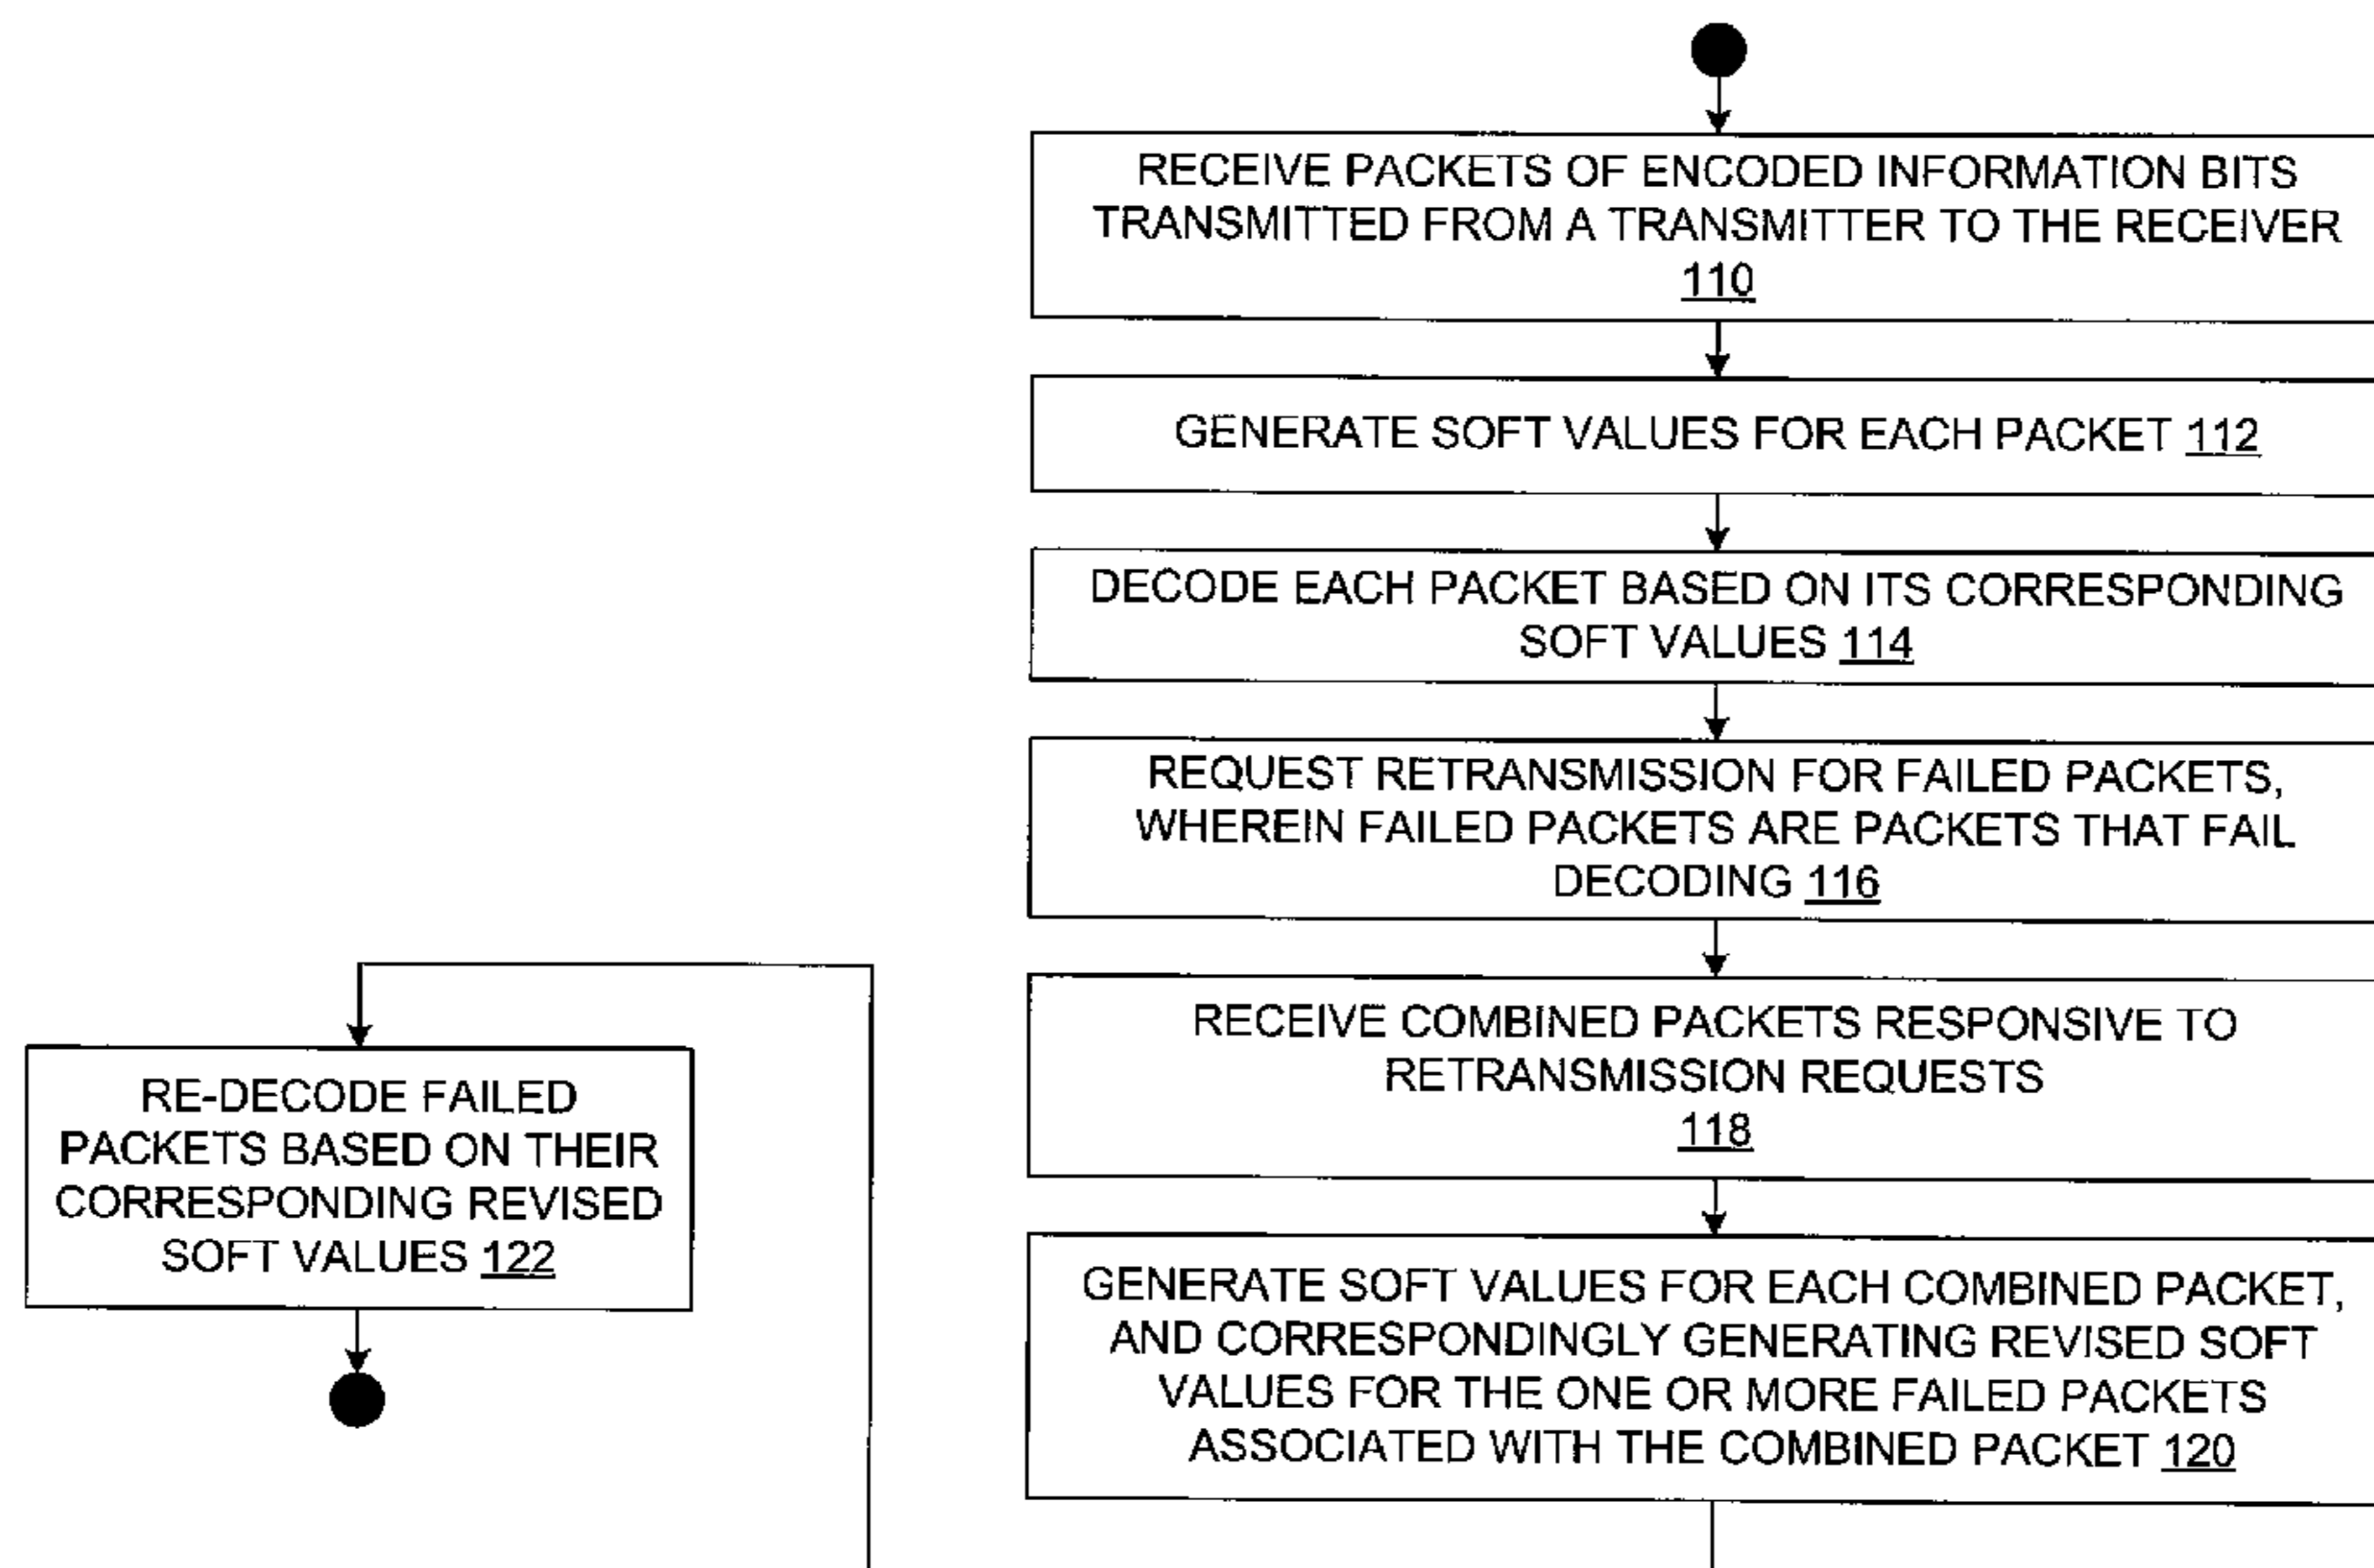 RECEIVE PACKETS OF ENCODED INFORMATION BITS
TRANSMITTED FROM A TRANSMITTER TO THE RECEIVER
110
GENERATE SOFT VALUES FOR EACH PACKET 112
DECODE EACH PACKET BASED ON ITS CORRESPONDING
SOFT VALUES 114
REQUEST RETRANSMISSION FOR FAILED PACKETS,
WHEREIN FAILED PACKETS ARE PACKETS THAT FAIL
DECODING 116
RECEIVE COMBINED PACKETS RESPONSIVE TO
RETRANSMISSION REQUESTS
118
GENERATE SOFT VALUES FOR EACH COMBINED PACKET,
AND CORRESPONDINGLY GENERATING REVISED SOFT
VALUES FOR THE ONE OR MORE FAILED PACKETS
ASSOCIATED WITH THE COMBINED PACKET 120
RE-DECODE FAILED
PACKETS BASED ON THEIR
CORRESPONDING REVISED
SOFT VALUES 122